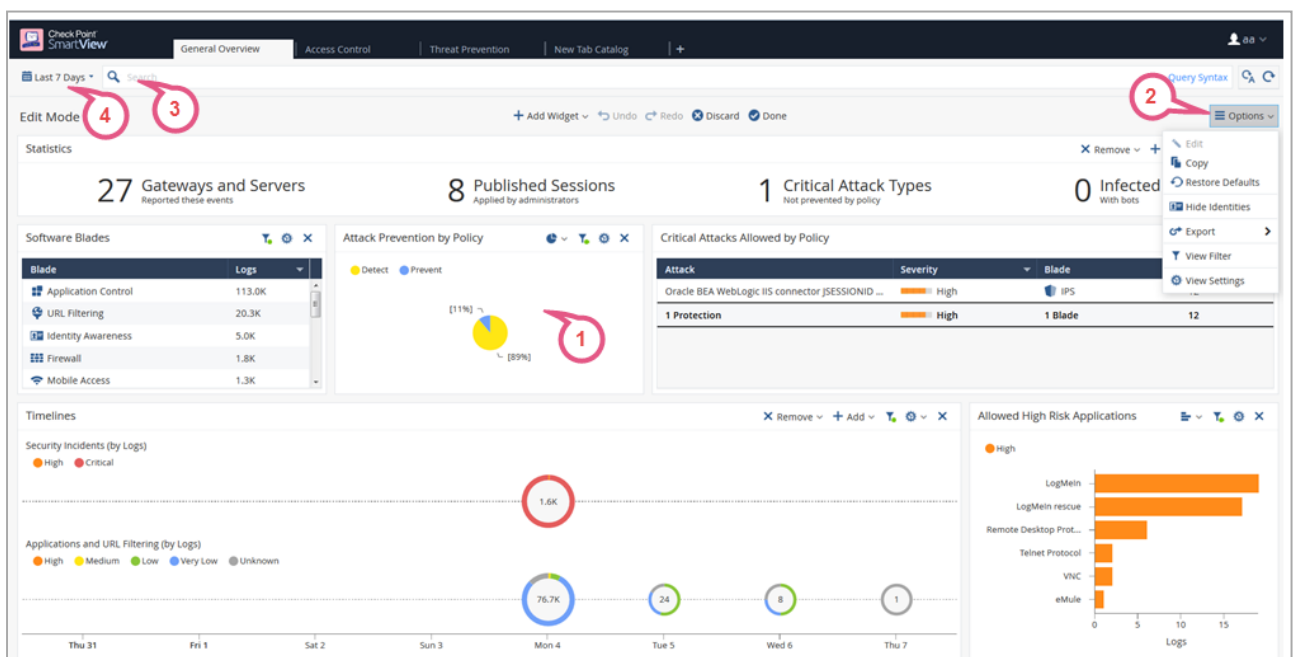 Check Point
SmartView
General Overview
Access Control
Threat Prevention
New Tab Catalog
aa
Last 7 Days
Search
Query Syntax
4
3
2
Edit Mode
Add Widget
Undo
Redo
Discard
Done
Options
Edit
Copy
Restore Defaults
Hide Identities
Export
View Filter
View Settings
Statistics
Remove
27 Gateways and Servers
Reported these events
8 Published Sessions
Applied by administrators
1 Critical Attack Types
Not prevented by policy
0 Infected
With bots
Software Blades
Blade Logs
Application Control 113.0K
URL Filtering 20.3K
Identity Awareness 5.0K
Firewall 1.8K
Mobile Access 1.3K
Attack Prevention by Policy
Detect Prevent
[11%]
[89%]
1
Critical Attacks Allowed by Policy
Attack Severity Blade
Oracle BEA WebLogic IIS connector JSESSIONID ... High IPS 12
1 Protection High 1 Blade 12
Timelines
Remove Add
Security Incidents (by Logs)
High Critical
1.6K
Applications and URL Filtering (by Logs)
High Medium Low Very Low Unknown
76.7K 24 8 1
Thu 31 Fri 1 Sat 2 Sun 3 Mon 4 Tue 5 Wed 6 Thu 7
Allowed High Risk Applications
High
LogMeIn
LogMeIn rescue
Remote Desktop Prot...
Telnet Protocol
VNC
eMule
0 5 10 15
Logs